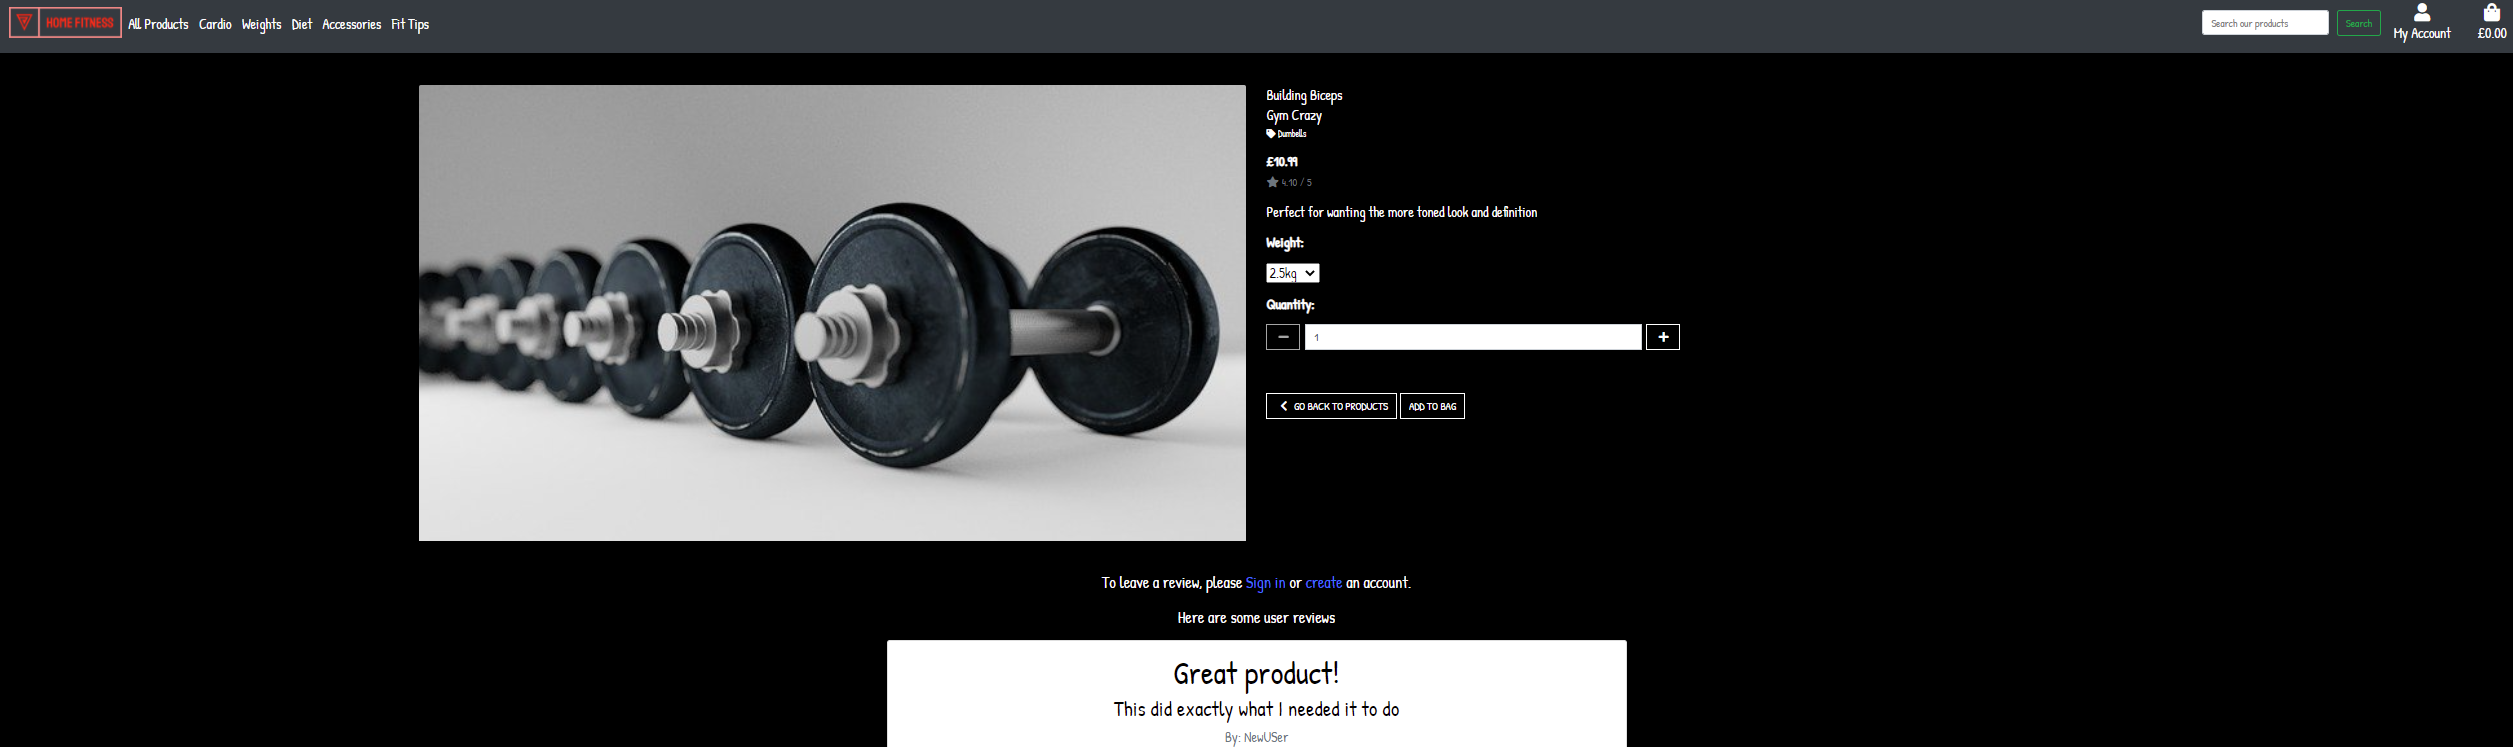 HOME FITNESS All Products Cardio Weights Diet Accessories Fit Tips Search our products Search My Account £0.00
Building Biceps
Gym Crazy
Dumbells
£10.99
4.10 / 5
Perfect for wanting the more toned look and definition
Weight:
2.5kg
Quantity:
1
GO BACK TO PRODUCTS ADD TO BAG
To leave a review, please Sign in or create an account.
Here are some user reviews
Great product!
This did exactly what I needed it to do
By: NewUSer